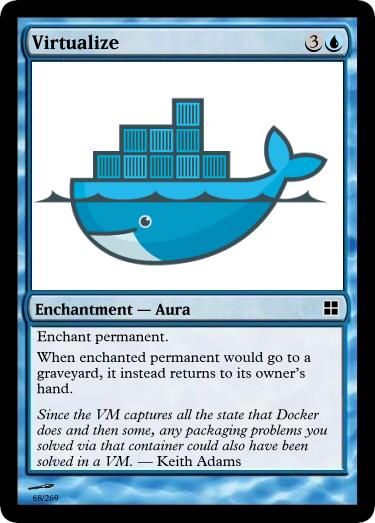 Virtualize 3
Enchantment — Aura
Enchant permanent.
When enchanted permanent would go to a
graveyard, it instead returns to its owner's
hand.
Since the VM captures all the state that Docker
does and then some, any packaging problems you
solved via that container could also have been
solved in a VM. — Keith Adams
68/269